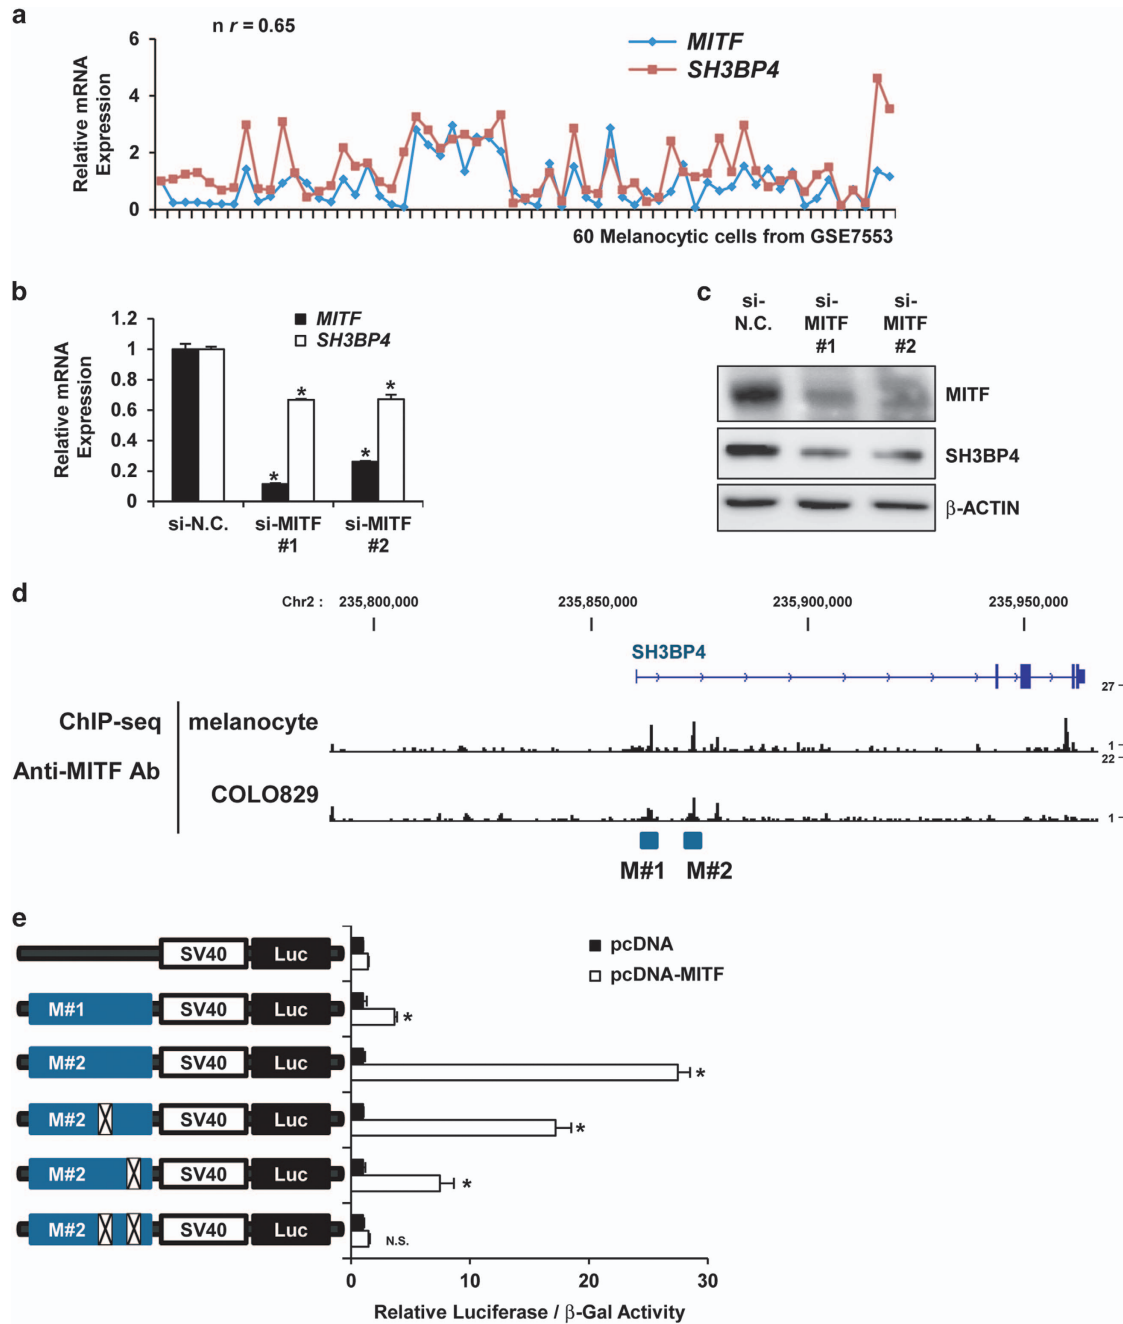 a
n r = 0.65
6
4
2
0
Relative mRNA
Expression
MITF
SH3BP4
60 Melanocytic cells from GSE7553
b
1.2
1
0.8
0.6
0.4
0.2
0
Relative mRNA
Expression
MITF
SH3BP4
*
*
*
*
si-N.C.
si-MITF
#1
si-MITF
#2
c
si-
N.C.
si-
MITF
#1
si-
MITF
#2
MITF
SH3BP4
β-ACTIN
d
Chr2 : 235,800,000 235,850,000 235,900,000 235,950,000
SH3BP4
27
ChIP-seq melanocyte
1
22
Anti-MITF Ab
COLO829
1
M#1 M#2
e
SV40 Luc
M#1 SV40 Luc *
M#2 SV40 Luc *
M#2 SV40 Luc *
M#2 SV40 Luc *
M#2 SV40 Luc N.S.
pcDNA
pcDNA-MITF
0 10 20 30
Relative Luciferase / β-Gal Activity